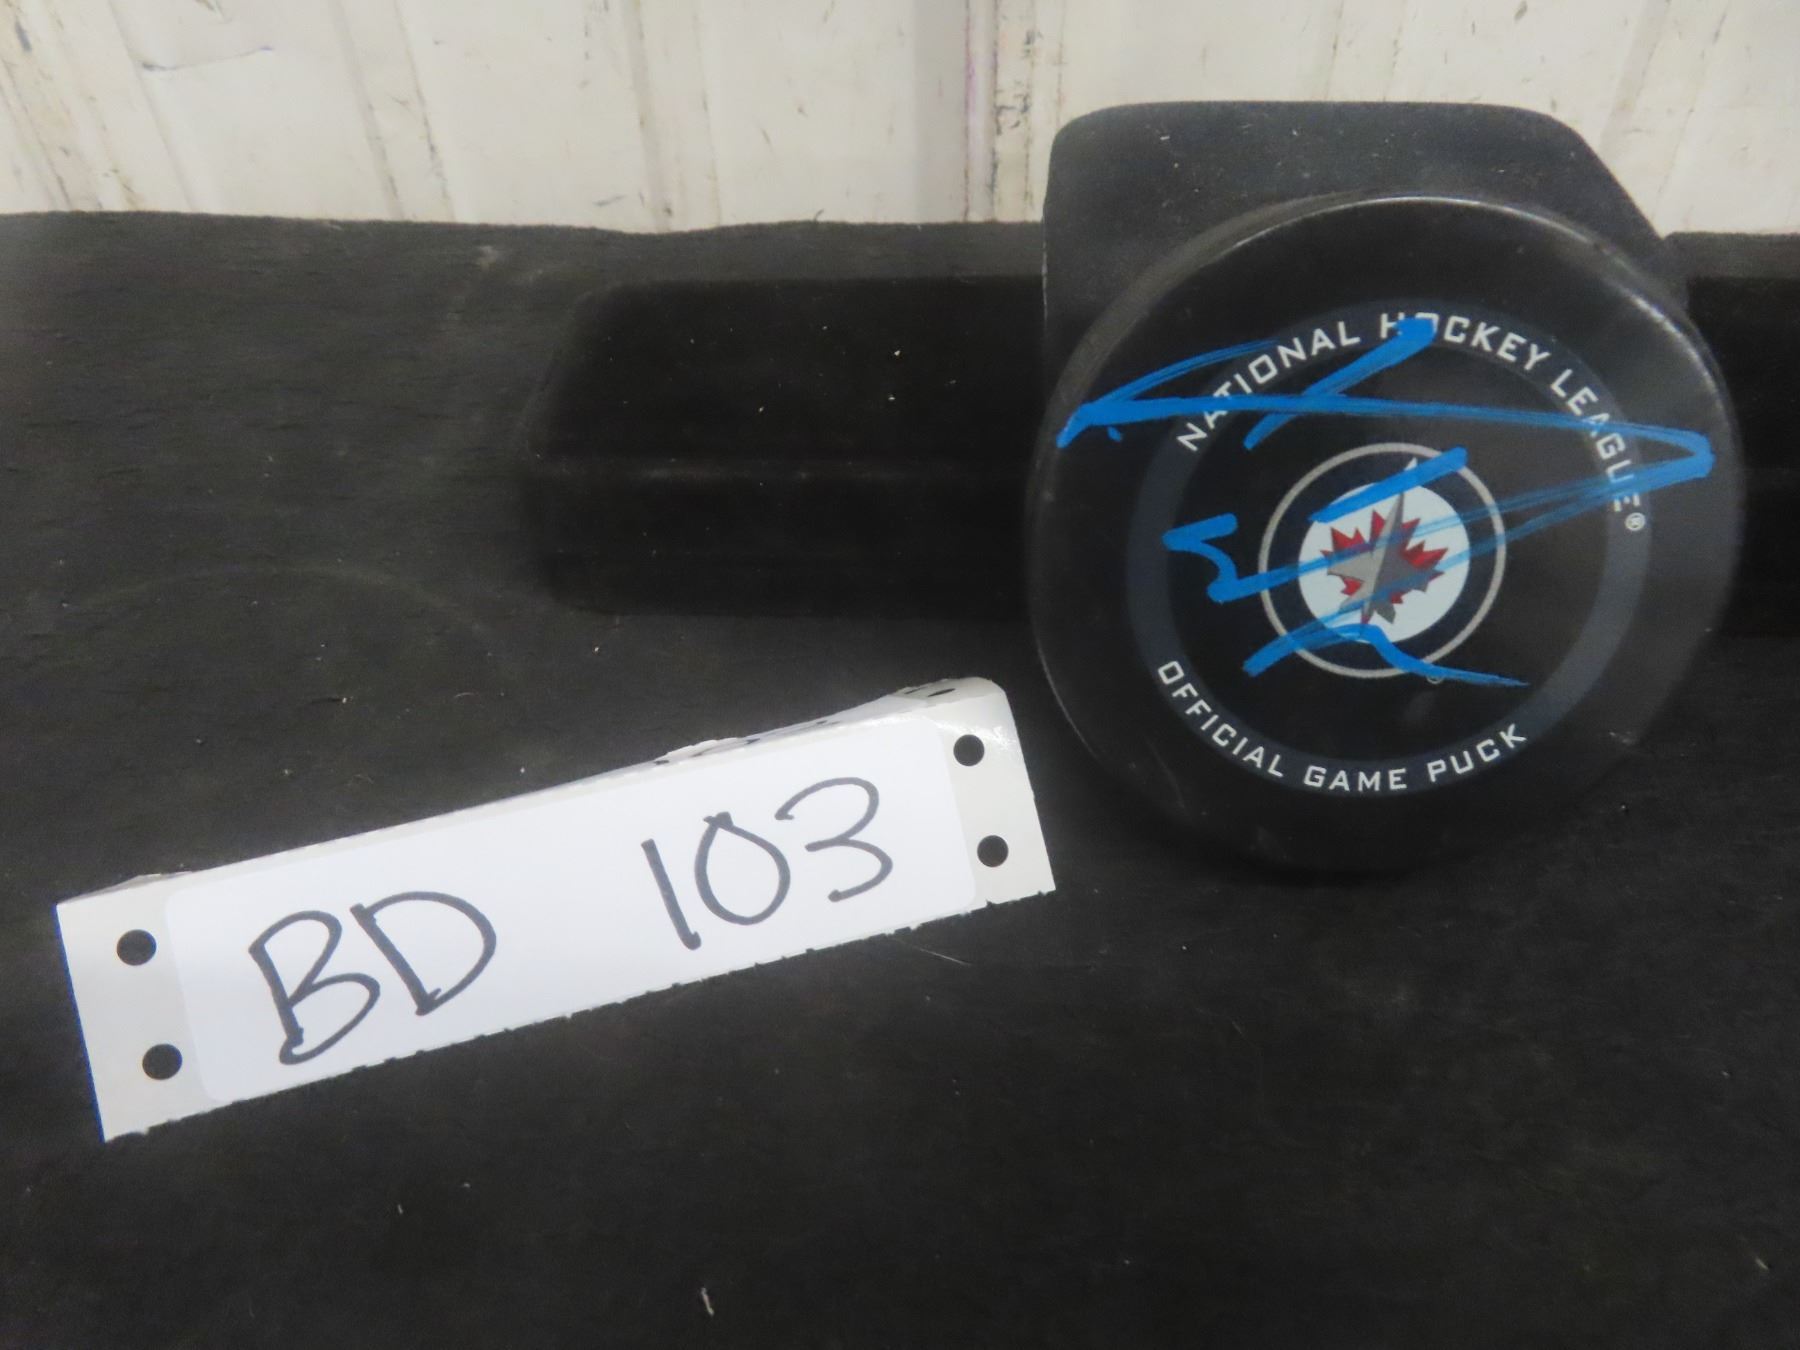 NATIONAL HOCKEY LEAGUE®
OFFICIAL GAME PUCK
BD 103